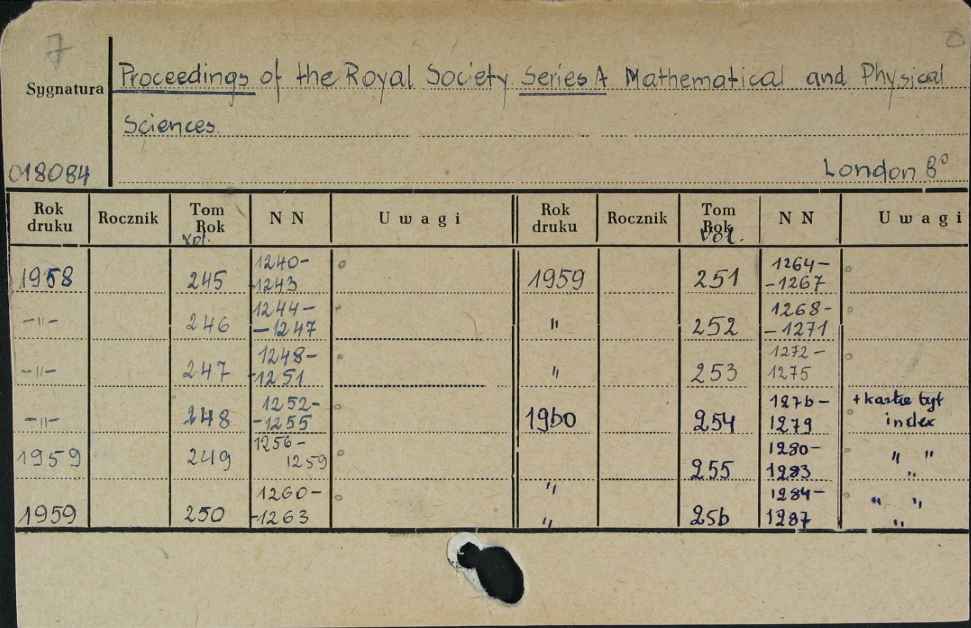 7
Sygnatura
Proceedings of the Royal Society Series A Mathematical and Physical
Sciences
018084
London 8°
Rok druku Rocznik Tom Rok vol. N N Uwagi Rok druku Rocznik Tom Rok vol. N N Uwagi
1958 245 1240- -1243 1959 251 1264- -1267
-"- 246 1244- -1247 " 252 1268- -1271
-"- 247 1248- -1251 " 253 1272- 1275
-"- 248 1252- -1255 1960 254 1276- 1279 + index
1959 249 1256- 1259 255 1280- 1283 " " "
1959 250 1260- -1263 " " 256 1284- 1287 " " "